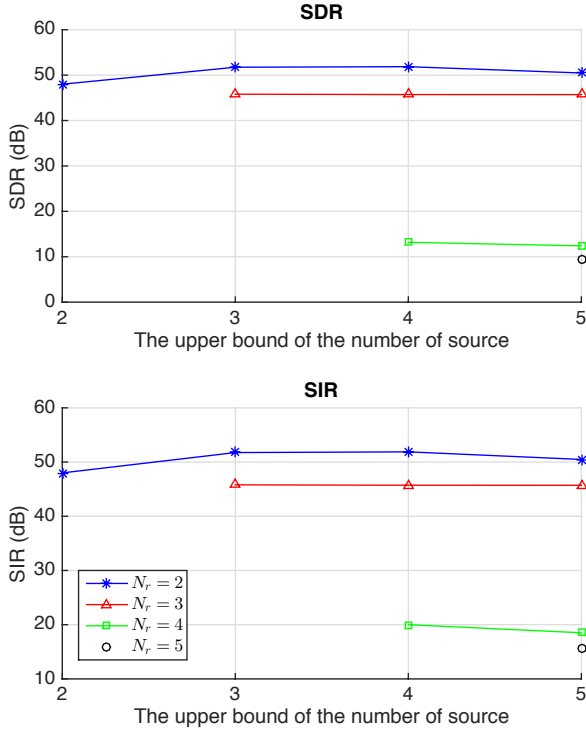 SDR
60
50
40
30
20
10
0
SDR (dB)
2 3 4 5
The upper bound of the number of source
SIR
60
50
40
30
20
10
SIR (dB)
N_r = 2
N_r = 3
N_r = 4
N_r = 5
2 3 4 5
The upper bound of the number of source